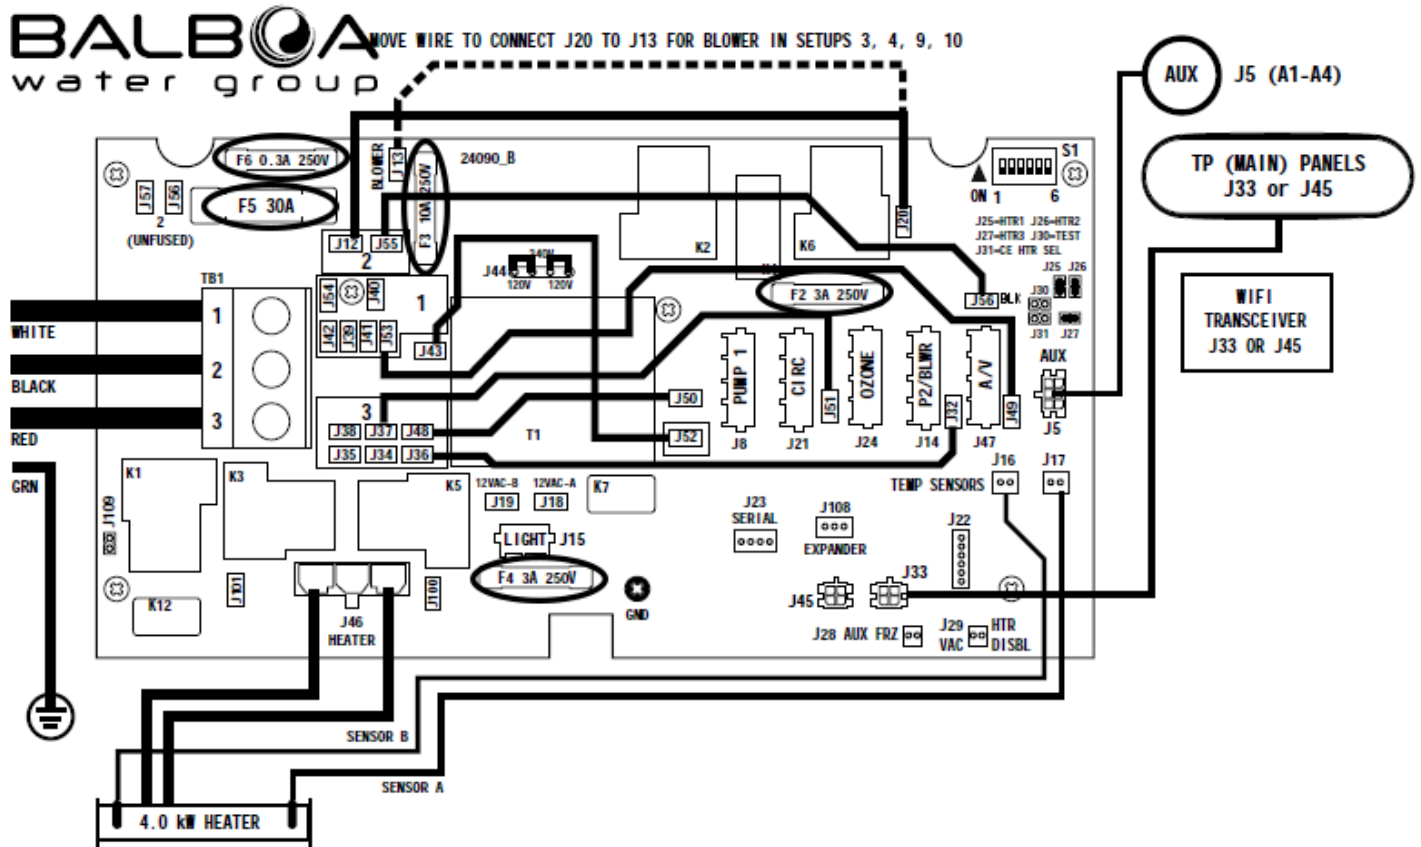 BALBOA
water group
MOVE WIRE TO CONNECT J20 TO J13 FOR BLOWER IN SETUPS 3, 4, 9, 10
AUX
J5 (A1-A4)
TP (MAIN) PANELS
J33 or J45
WIFI
TRANSCEIVER
J33 OR J45
F6 0.3A 250V
F5 30A
J57
J56
2
(UNFUSED)
BLOWER
J13
F3 10A 250V
24090_B
K2
K6
J20
S1
ON 1
6
J25=HTR1 J26=HTR2
J27=HTR3 J30=TEST
J31=CE HTR SEL
J25 J26
J30
J31 J27
J12
J55
2
J44
240V
120V 120V
F2 3A 250V
J56 BLK
TB1
1
2
3
WHITE
BLACK
RED
GRN
J54
J40
1
J42
J39
J41
J53
J43
PUMP 1
J8
CIRC
J21
J51
OZONE
J24
P2/BLWR
J14
J32
A/V
J47
J49
AUX
J5
3
J38
J37
J48
J35
J34
J36
J50
J52
T1
K1
K3
K5
K7
12VAC-B
J19
12VAC-A
J18
TEMP SENSORS
J16
J17
J109
J23
SERIAL
J108
EXPANDER
J22
LIGHT
J15
F4 3A 250V
J101
J100
K12
J46
HEATER
GND
J45
J33
J28 AUX FRZ
J29
VAC
HTR
DISBL
SENSOR B
SENSOR A
4.0 kW HEATER